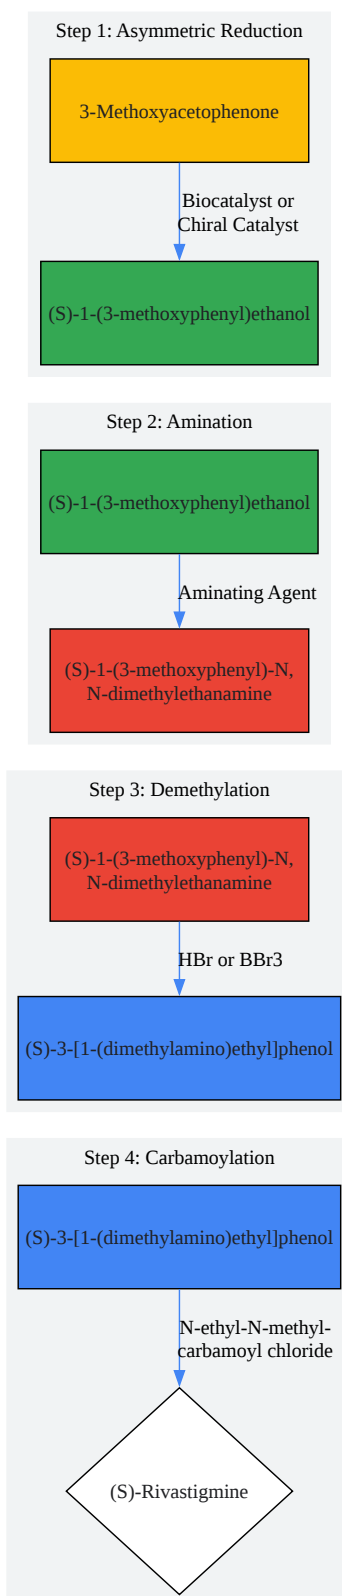 Step 1: Asymmetric Reduction
3-Methoxyacetophenone
Biocatalyst or
Chiral Catalyst
(S)-1-(3-methoxyphenyl)ethanol
Step 2: Amination
(S)-1-(3-methoxyphenyl)ethanol
Aminating Agent
(S)-1-(3-methoxyphenyl)-N,
N-dimethylethanamine
Step 3: Demethylation
(S)-1-(3-methoxyphenyl)-N,
N-dimethylethanamine
HBr or BBr3
(S)-3-[1-(dimethylamino)ethyl]phenol
Step 4: Carbamoylation
(S)-3-[1-(dimethylamino)ethyl]phenol
N-ethyl-N-methyl-
carbamoyl chloride
(S)-Rivastigmine